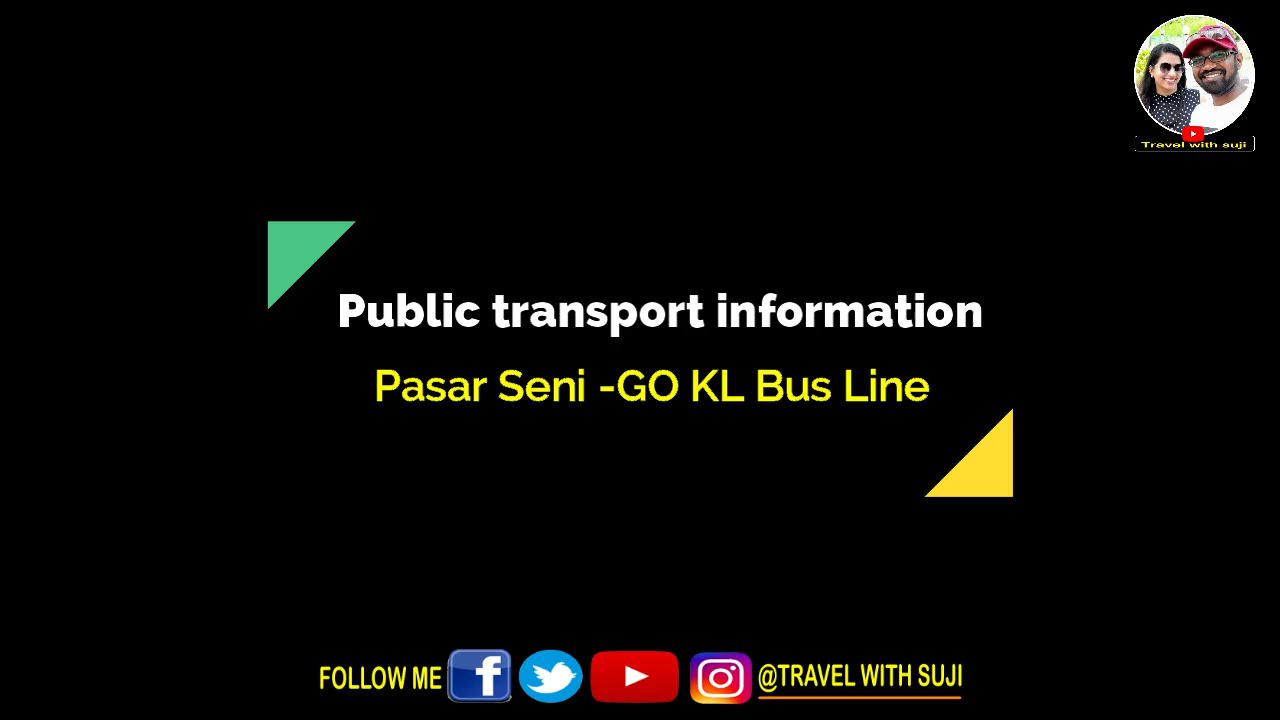 Travel with suji
Public transport information
Pasar Seni -GO KL Bus Line
FOLLOW ME
@TRAVEL WITH SUJI